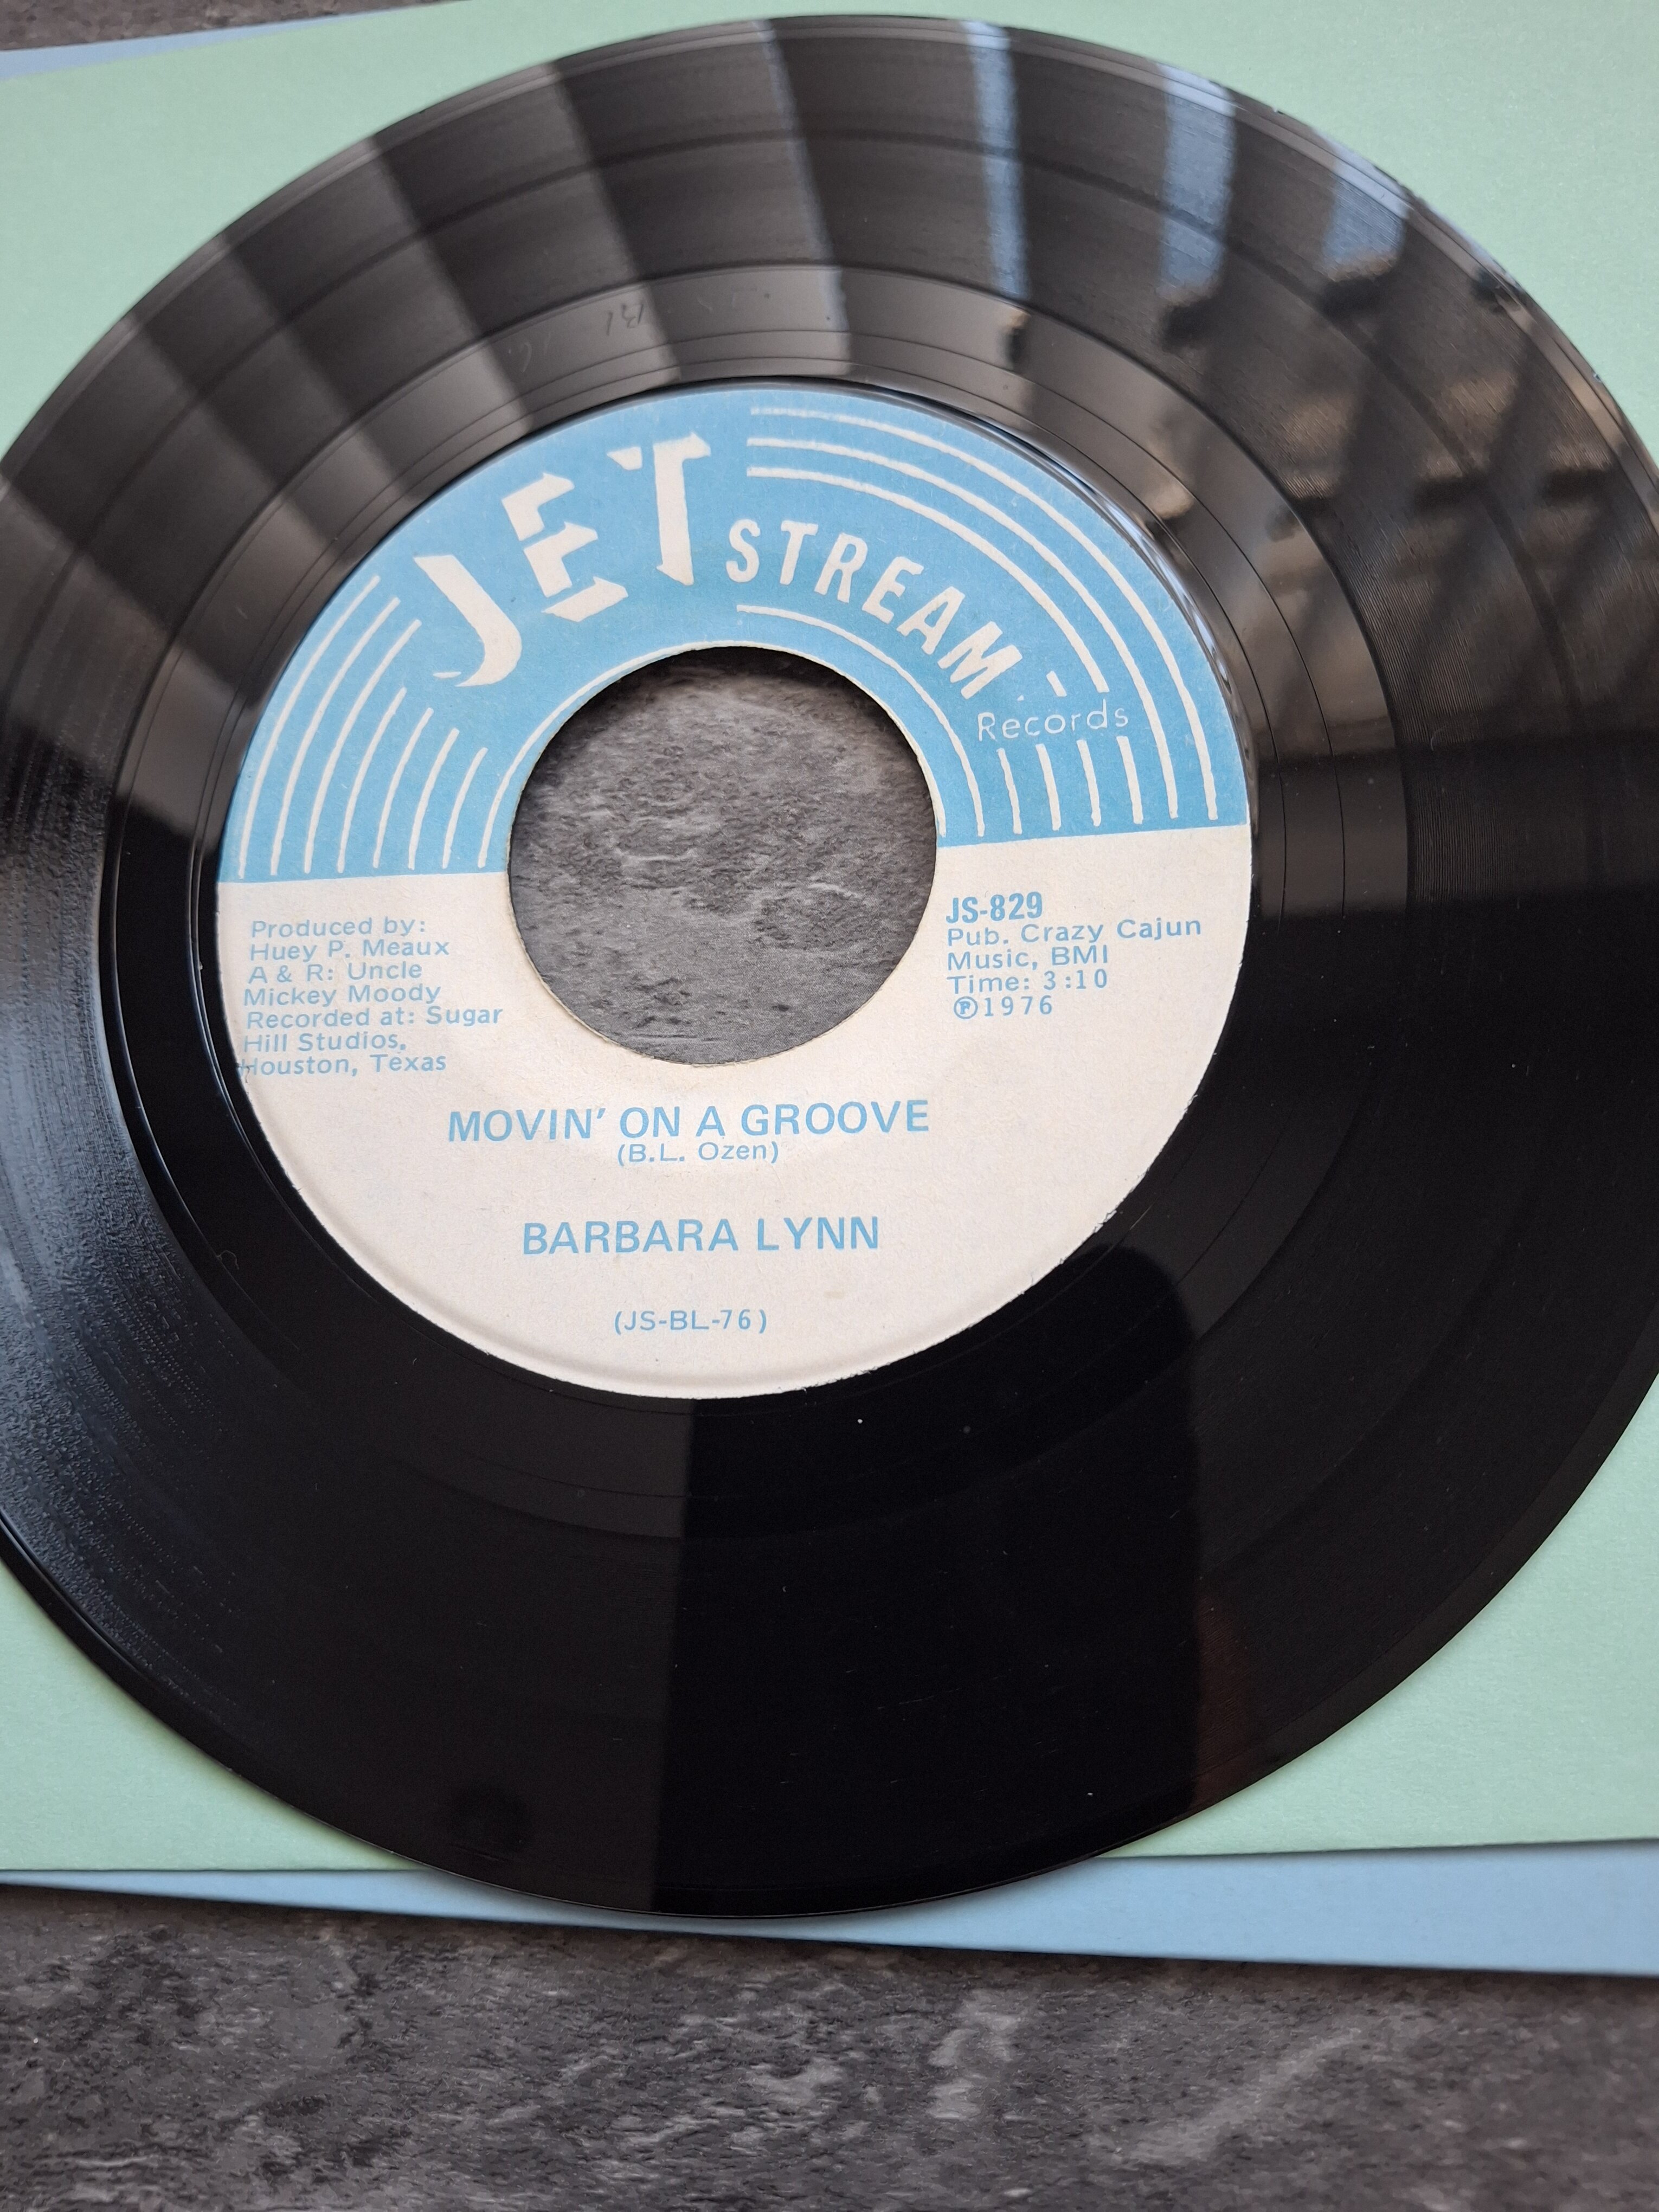 JET STREAM
Records
Produced by:
Huey P. Meaux
A & R: Uncle
Mickey Moody
Recorded at: Sugar
Hill Studios,
Houston, Texas
JS-829
Pub. Crazy Cajun
Music, BMI
Time: 3:10
Ⓟ1976
MOVIN' ON A GROOVE
(B.L. Ozen)
BARBARA LYNN
(JS-BL-76)